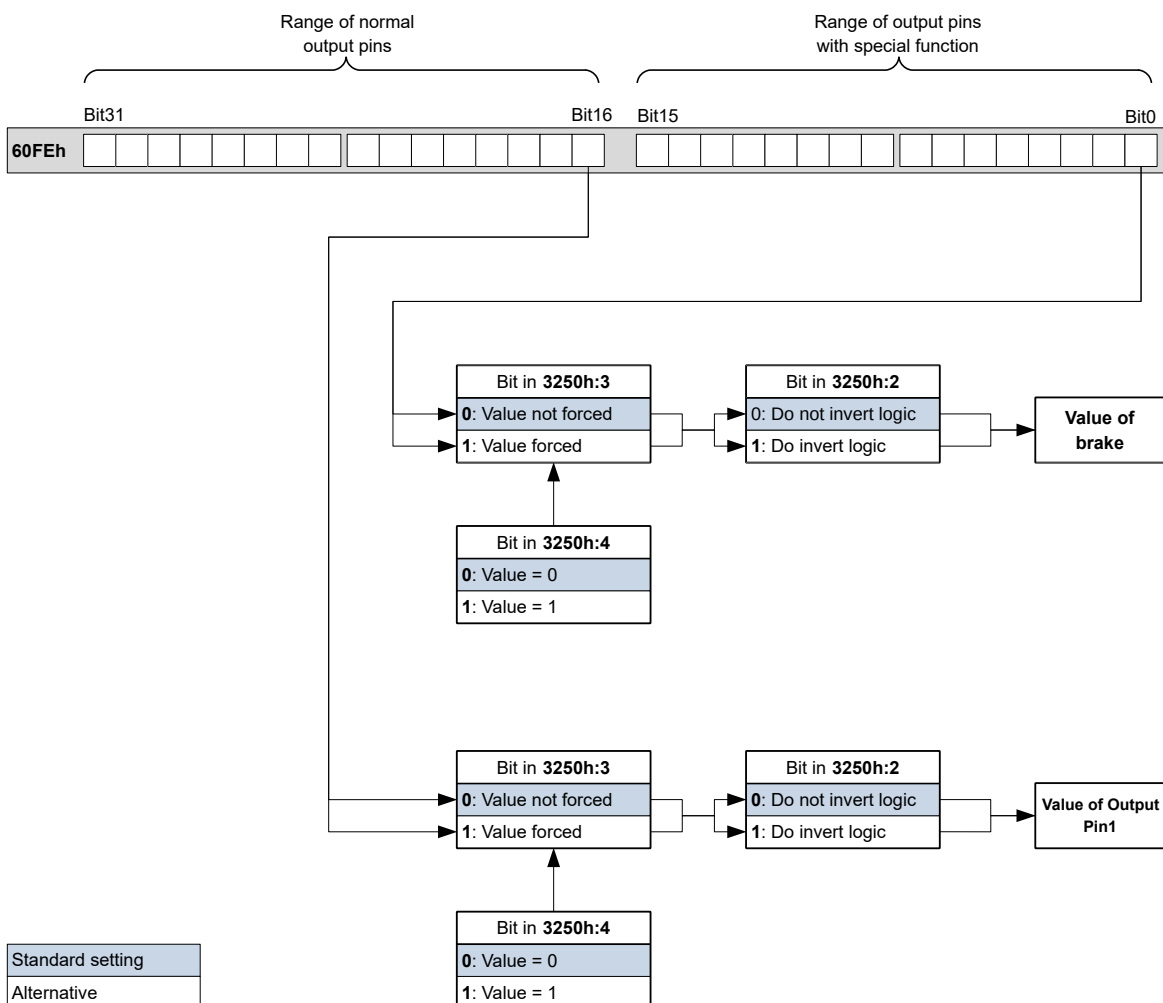 Range of normal
output pins
Range of output pins
with special function
Bit31
Bit16
Bit15
Bit0
60FEh
Bit in 3250h:3
0: Value not forced
1: Value forced
Bit in 3250h:2
0: Do not invert logic
1: Do invert logic
Value of
brake
Bit in 3250h:4
0: Value = 0
1: Value = 1
Bit in 3250h:3
0: Value not forced
1: Value forced
Bit in 3250h:2
0: Do not invert logic
1: Do invert logic
Value of Output
Pin1
Bit in 3250h:4
0: Value = 0
1: Value = 1
Standard setting
Alternative